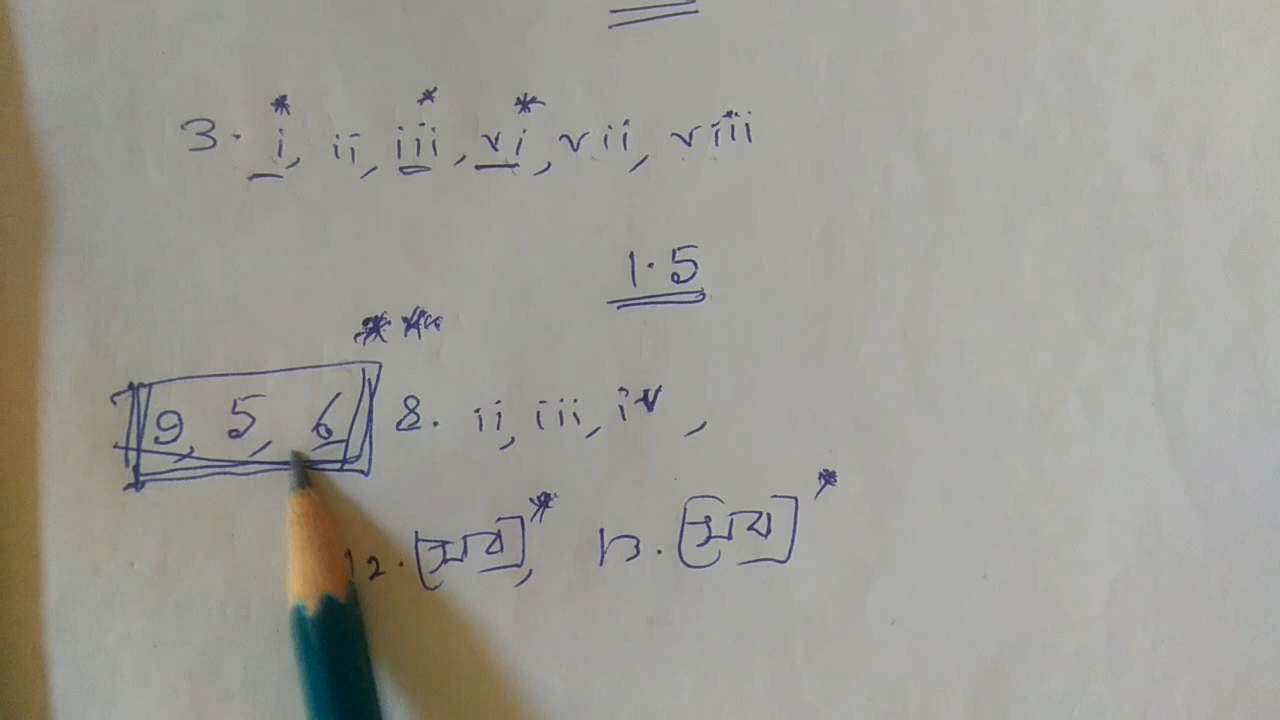 3. i, ii, iii, vi, vii, viii
1.5
9, 5, 6 8. ii, iii, iv,
12. [সব], 13. [সব]